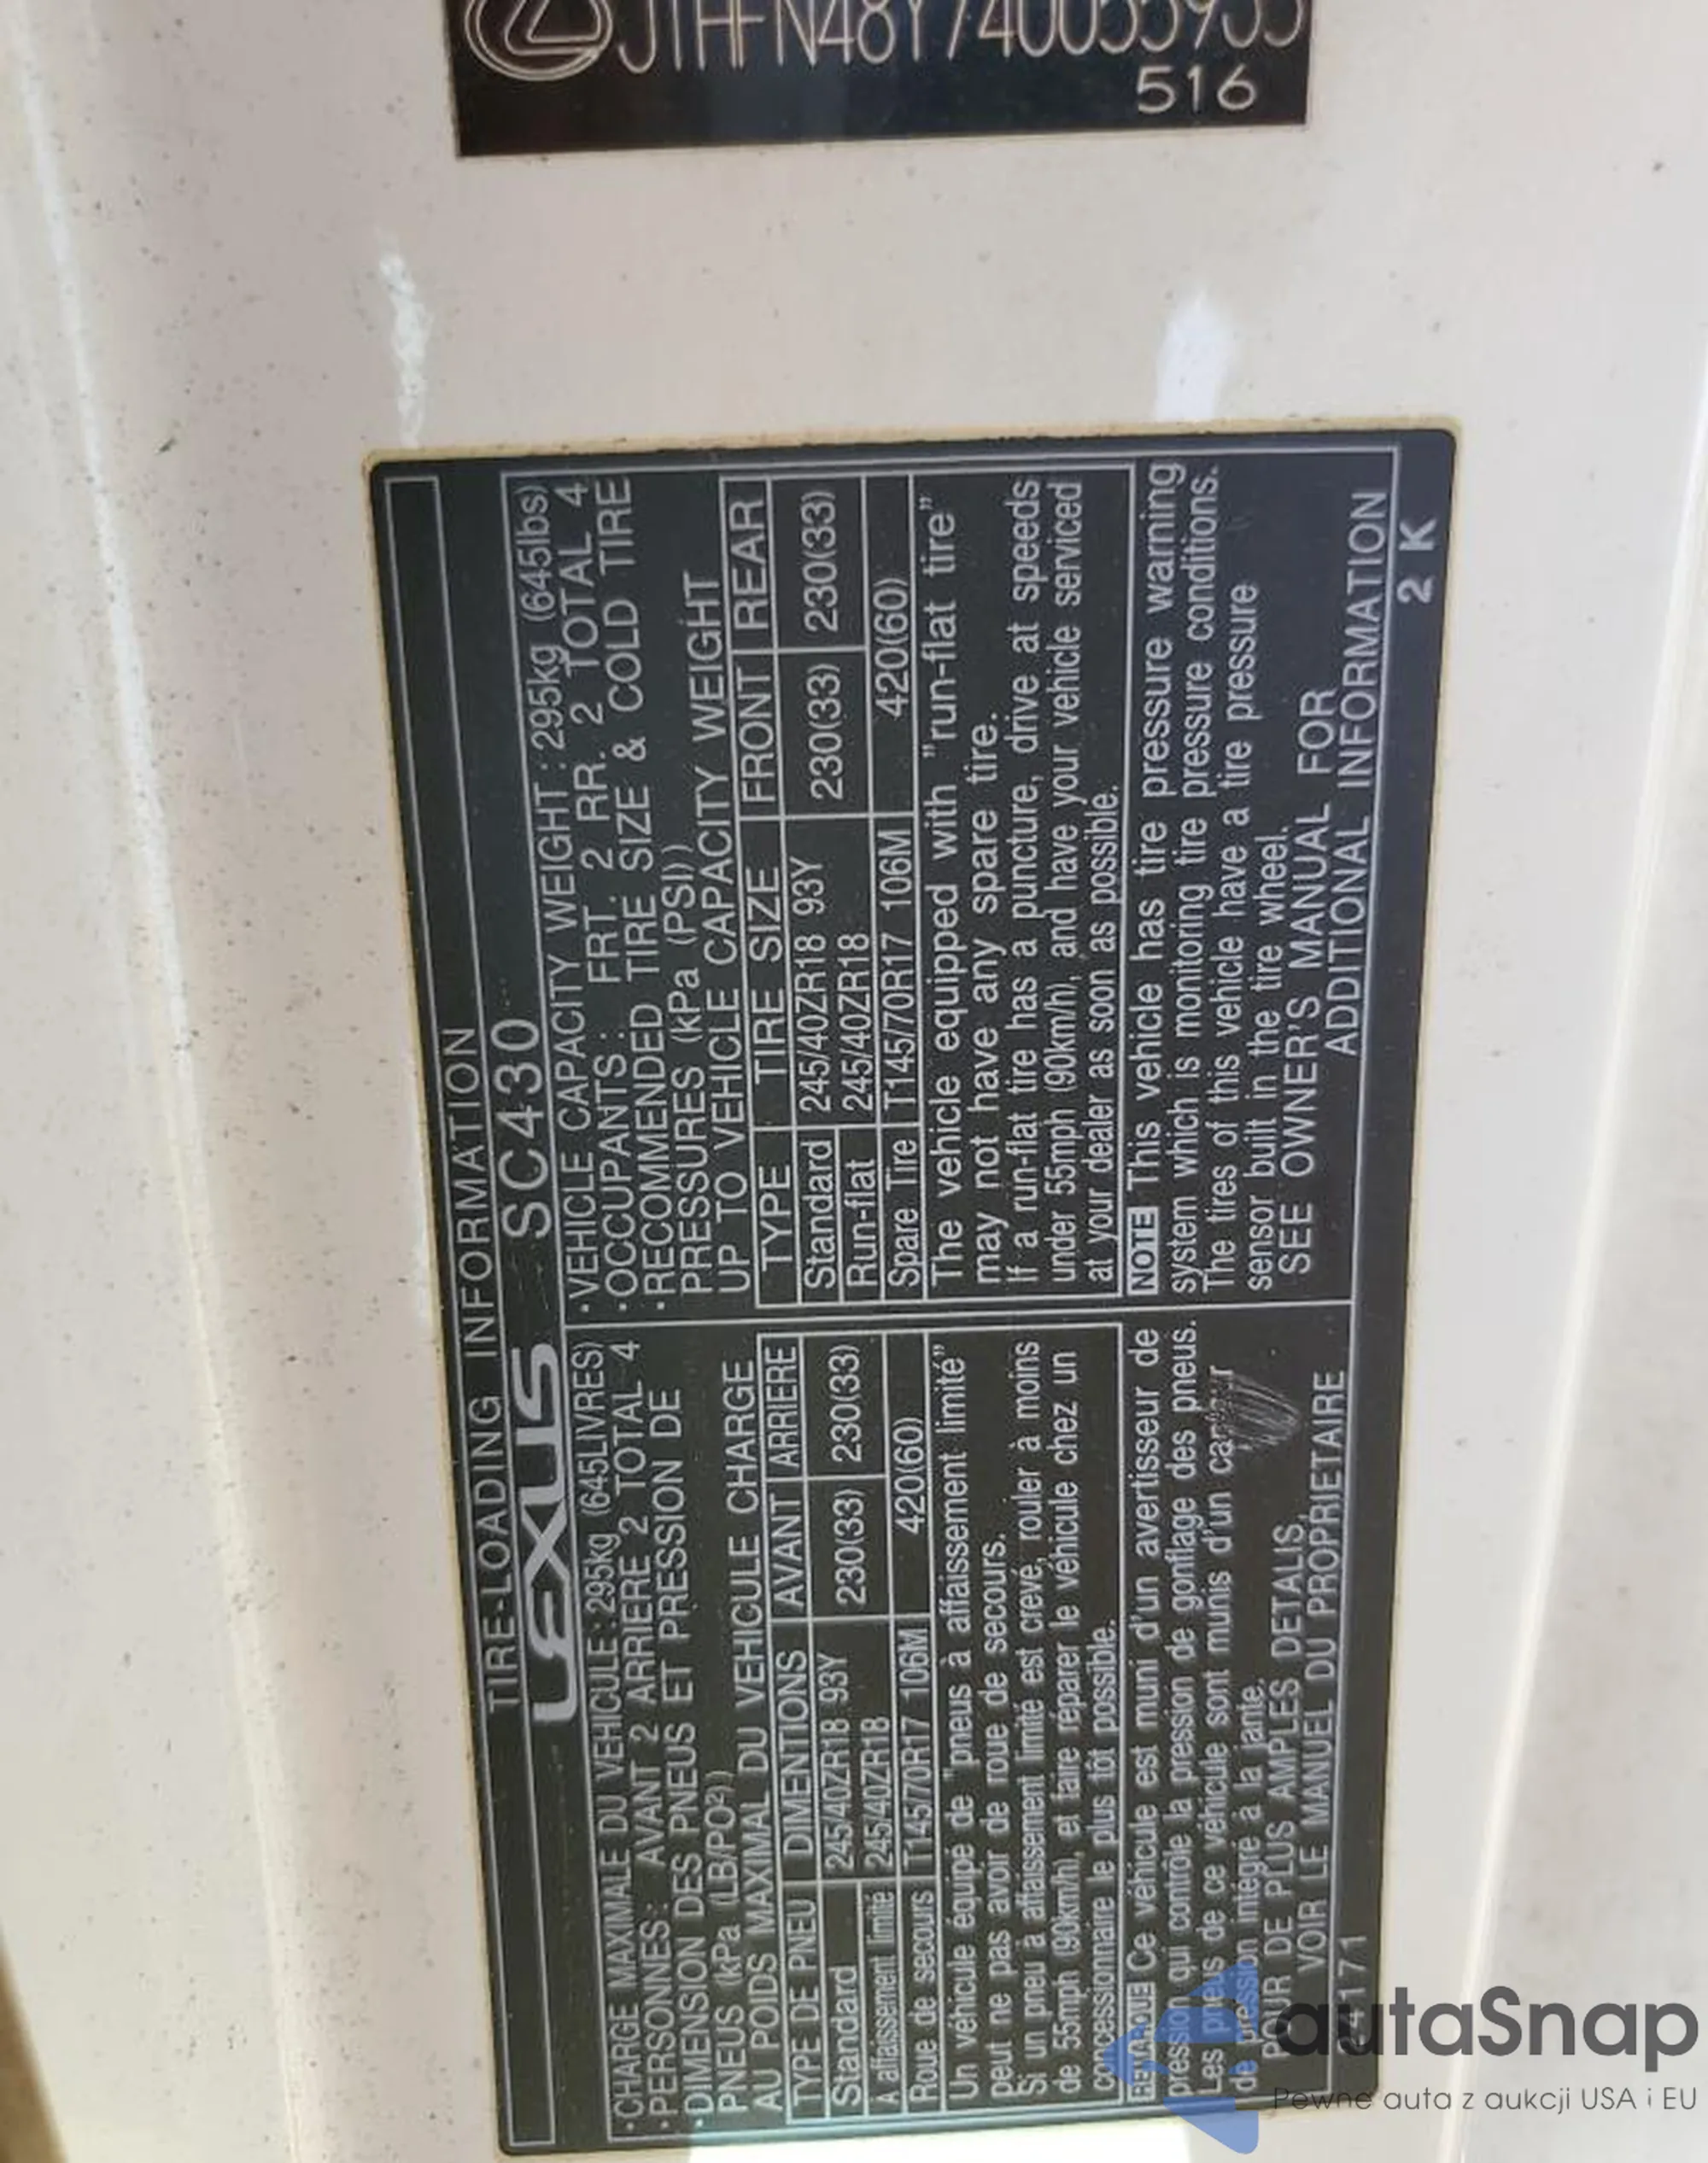 516
TIRE-LOADING INFORMATION
LEXUS SC430
·CHARGE MAXIMALE DU VEHICULE : 295kg (645LIVRES)
·PERSONNES: AVANT 2 ARRIERE 2 TOTAL 4
·DIMENSION DES PNEUS ET PRESSION DE
PNEUS (kPa (LB/PO²))
AU POIDS MAXIMAL DU VEHICULE CHARGE
TYPE DE PNEU DIMENTIONS AVANT ARRIERE
Standard 245/40ZR18 93Y 230(33) 230(33)
A affaissement limité 245/40ZR18
Roue de secours T145/70R17 106M 420(60)
Un véhicule équipé de "pneus à affaissement limité"
peut ne pas avoir de roue de secours.
Si un pneu à affaissement limité est crevé, rouler à moins
de 55mph (90km/h), et faire réparer le véhicule chez un
concessionnaire le plus tôt possible.
Ce véhicule est muni d'un avertisseur de
pression qui contrôle la pression de gonflage des pneus.
Les pneus de ce véhicule sont munis d'un
de pression intégré à la jante.
POUR DE PLUS AMPLES DETALIS,
VOIR LE MANUEL DU PROPRIETAIRE
·VEHICLE CAPACITY WEIGHT : 295kg (645lbs)
·OCCUPANTS : FRT. 2 RR. 2 TOTAL 4
·RECOMMENDED TIRE SIZE & COLD TIRE
PRESSURES (kPa (PSI))
UP TO VEHICLE CAPACITY WEIGHT
TYPE TIRE SIZE FRONT REAR
Standard 245/40ZR18 93Y 230(33) 230(33)
Run-flat 245/40ZR18
Spare Tire T145/70R17 106M 420(60)
The vehicle equipped with "run-flat tire"
may not have any spare tire.
If a run-flat tire has a puncture, drive at speeds
under 55mph (90km/h), and have your vehicle serviced
at your dealer as soon as possible.
NOTE This vehicle has tire pressure warning
system which is monitoring tire pressure conditions.
The tires of this vehicle have a tire pressure
sensor built in the tire wheel.
SEE OWNER'S MANUAL FOR
ADDITIONAL INFORMATION
2 K
autaSnap
Pewne auta z aukcji USA i EU